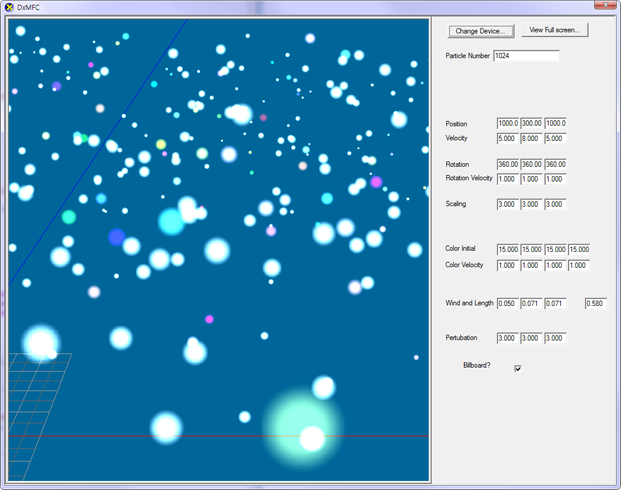 DxMFC
Change Device...
View Full screen...
Particle Number 1024
Position 1000.0 300.00 1000.0
Velocity 5.000 8.000 5.000
Rotation 360.00 360.00 360.00
Rotation Velocity 1.000 1.000 1.000
Scaling 3.000 3.000 3.000
Color Initial 15.000 15.000 15.000 15.000
Color Velocity 1.000 1.000 1.000 1.000
Wind and Length 0.050 0.071 0.071 0.580
Pertubation 3.000 3.000 3.000
Billboard?